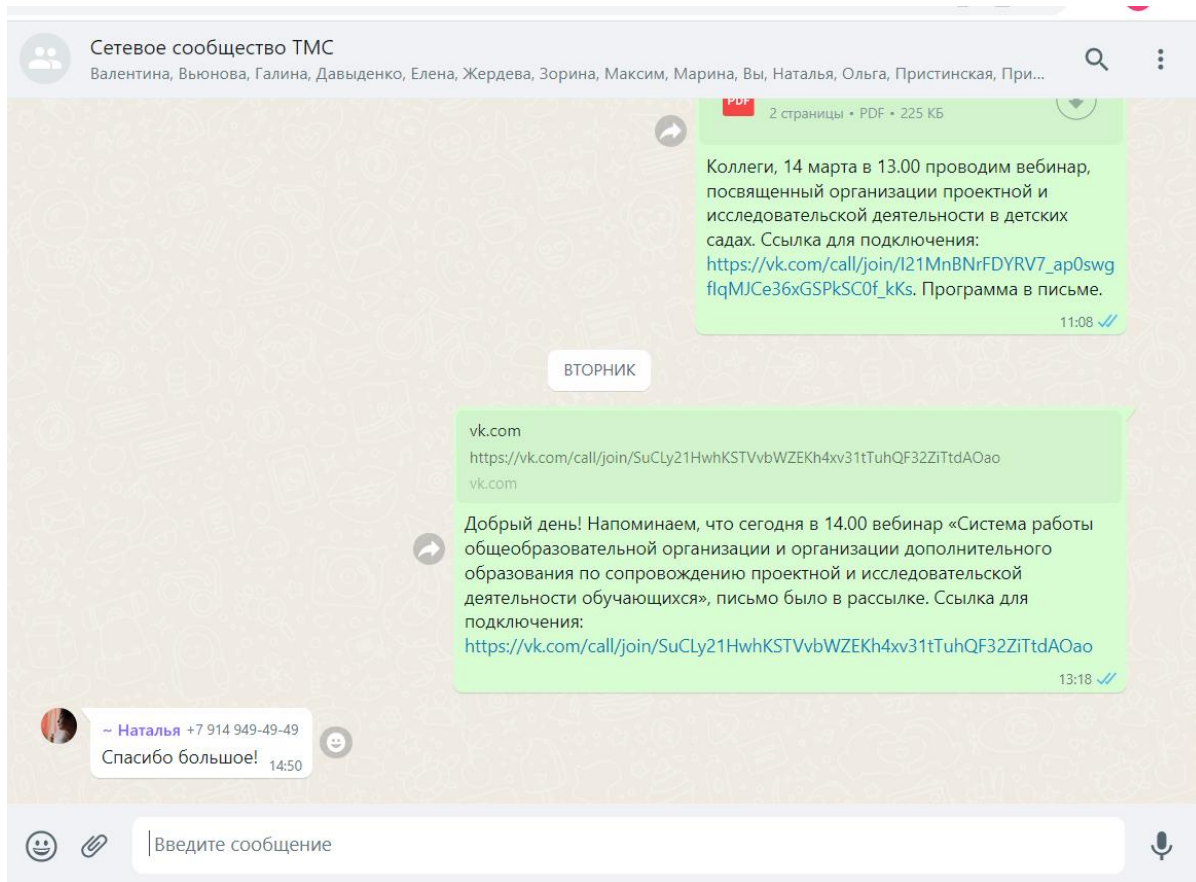 Сетевое сообщество ТМС
Валентина, Вьюнова, Галина, Давыденко, Елена, Жердева, Зорина, Максим, Марина, Вы, Наталья, Ольга, Пристинская, При...
PDF
2 страницы • PDF • 225 КБ
Коллеги, 14 марта в 13.00 проводим вебинар,
посвященный организации проектной и
исследовательской деятельности в детских
садах. Ссылка для подключения:
https://vk.com/call/join/I21MnBNrFDYRV7_ap0swg
fIqMJCe36xGSPkSC0f_kKs. Программа в письме.
11:08
ВТОРНИК
vk.com
https://vk.com/call/join/SuCLy21HwhKSTVvbWZEKh4xv31tTuhQF32ZiTtdAOao
vk.com
Добрый день! Напоминаем, что сегодня в 14.00 вебинар «Система работы
общеобразовательной организации и организации дополнительного
образования по сопровождению проектной и исследовательской
деятельности обучающихся», письмо было в рассылке. Ссылка для
подключения:
https://vk.com/call/join/SuCLy21HwhKSTVvbWZEKh4xv31tTuhQF32ZiTtdAOao
13:18
~ Наталья +7 914 949-49-49
Спасибо большое! 14:50
Введите сообщение